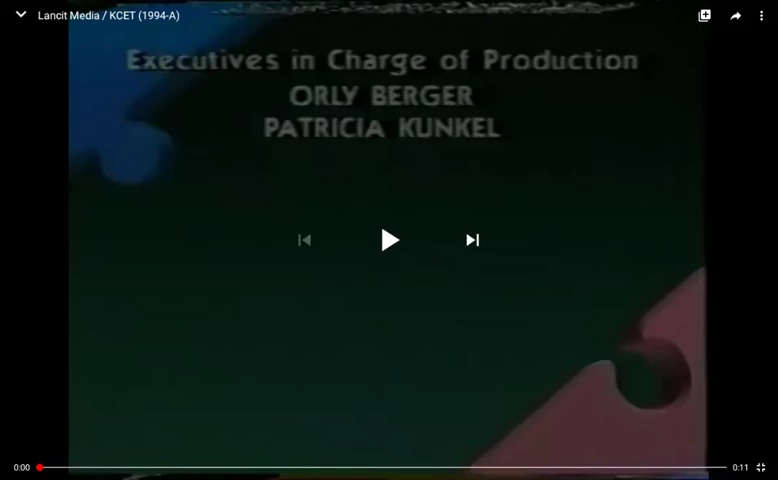 Lancit Media / KCET (1994-A)
Executives in Charge of Production
ORLY BERGER
PATRICIA KUNKEL
0:00
0:11